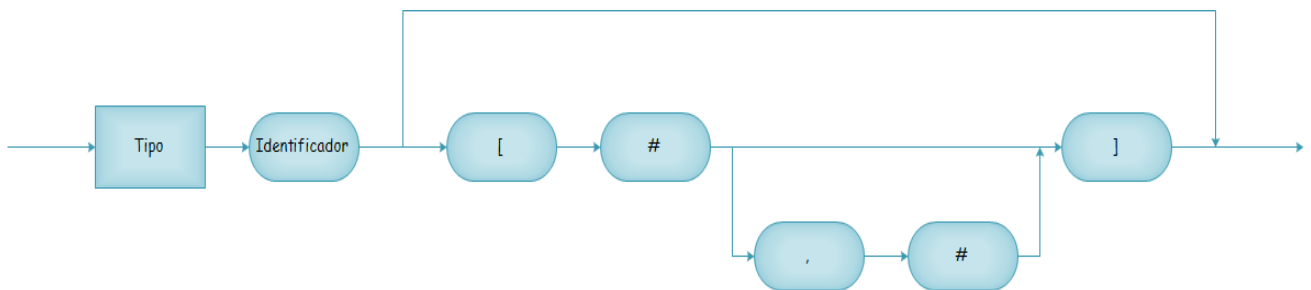 Tipo
Identificador
[
#
]
,
#